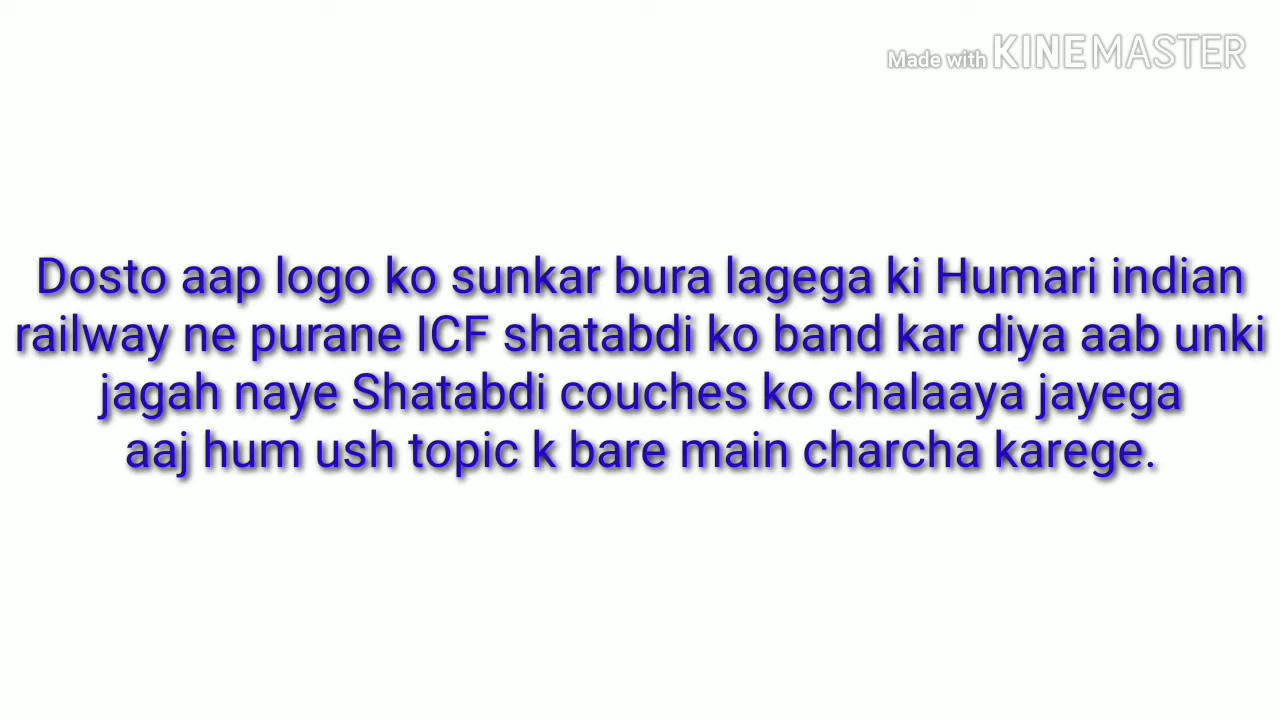 Made with KINEMASTER
Dosto aap logo ko sunkar bura lagega ki Humari indian
railway ne purane ICF shatabdi ko band kar diya aab unki
jagah naye Shatabdi couches ko chalaaya jayega
aaj hum ush topic k bare main charcha karege.